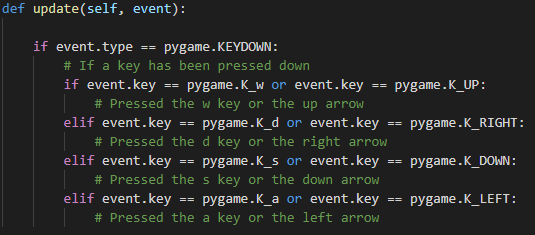 def update(self, event):
if event.type == pygame.KEYDOWN:
# If a key has been pressed down
if event.key == pygame.K_w or event.key == pygame.K_UP:
# Pressed the w key or the up arrow
elif event.key == pygame.K_d or event.key == pygame.K_RIGHT:
# Pressed the d key or the right arrow
elif event.key == pygame.K_s or event.key == pygame.K_DOWN:
# Pressed the s key or the down arrow
elif event.key == pygame.K_a or event.key == pygame.K_LEFT:
# Pressed the a key or the left arrow